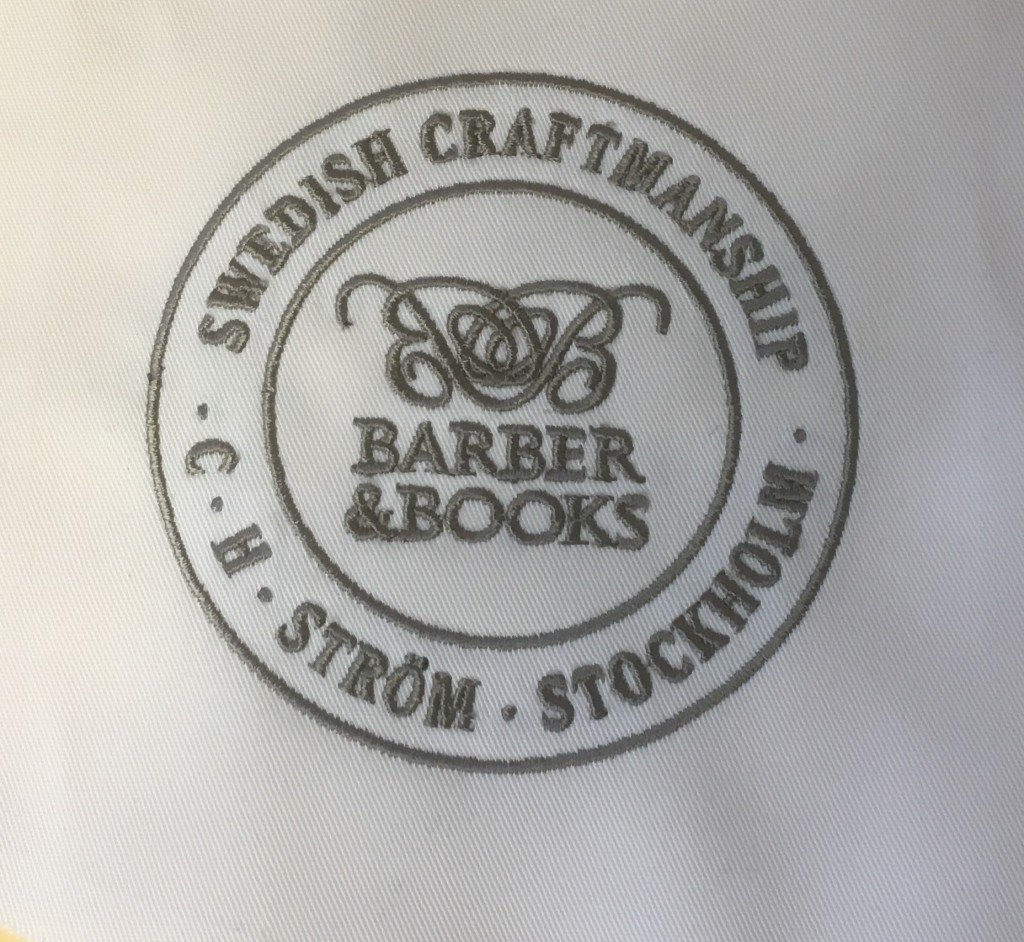 SWEDISH CRAFTMANSHIP
BARBER
&BOOKS
· C · H · STRÖM · STOCKHOLM ·